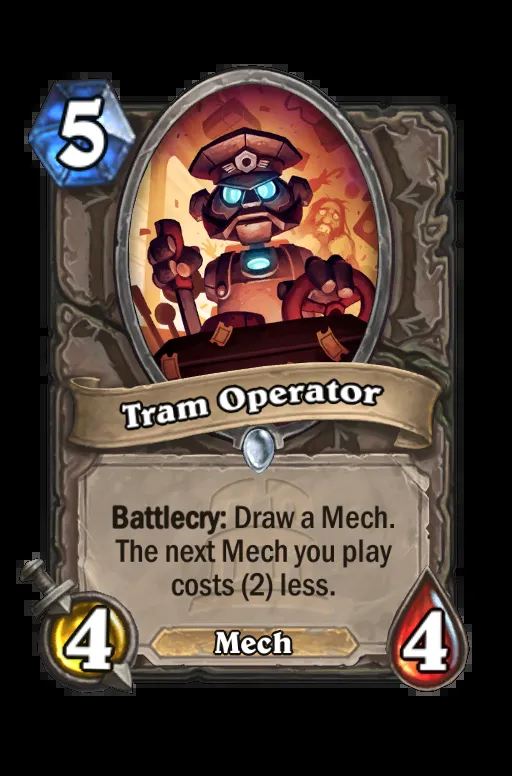 5
Tram Operator
Battlecry: Draw a Mech.
The next Mech you play
costs (2) less.
4
Mech
4